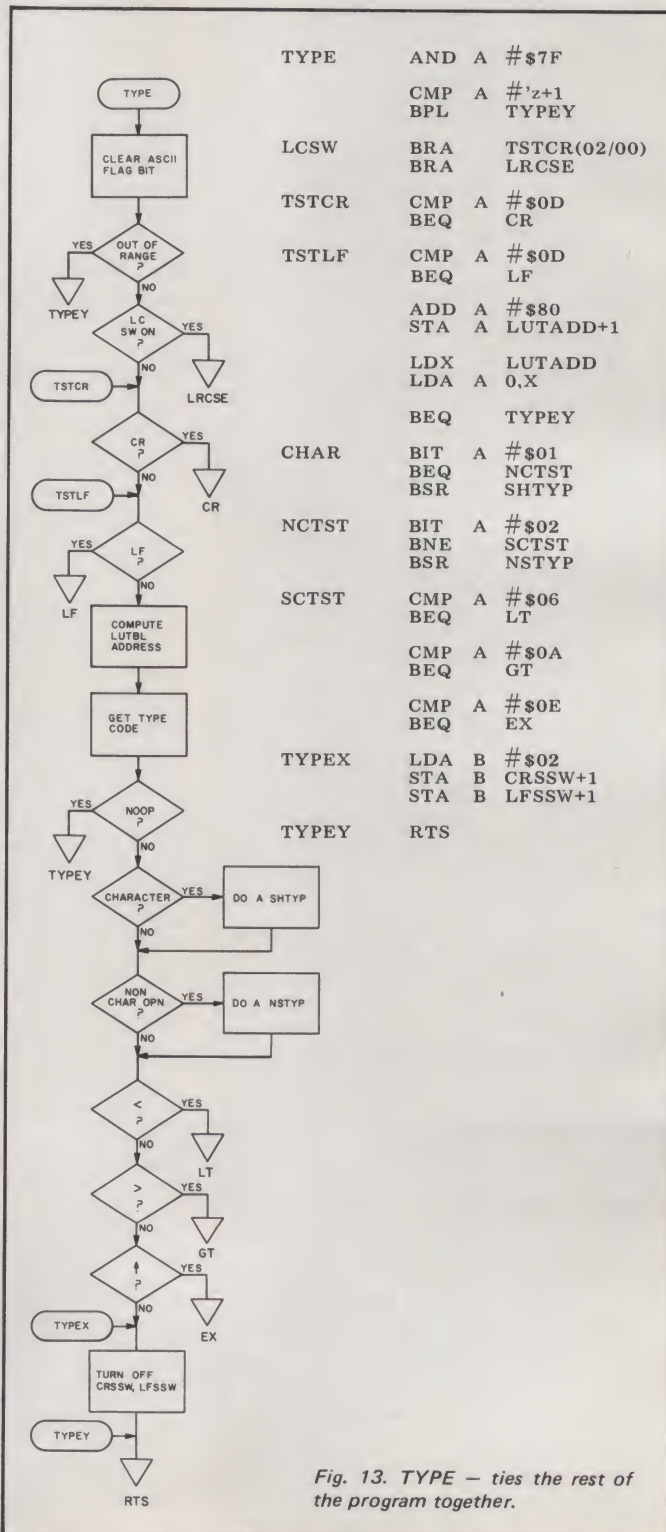 TYPE
CLEAR ASCII
FLAG BIT
YES
OUT OF
RANGE
?
NO
TYPEY
LC
SW ON
?
YES
NO
LRCSE
TSTCR
CR
?
YES
NO
CR
TSTLF
YES
LF
?
NO
LF
COMPUTE
LUTBL
ADDRESS
GET TYPE
CODE
YES
NOOP
?
NO
TYPEY
CHARACTER
?
YES
DO A SHTYP
NO
NON
CHAR OPN
?
YES
DO A NSTYP
NO
<
?
YES
NO
LT
>
?
YES
NO
GT
↑
?
YES
NO
EX
TYPEX
TURN OFF
CRSSW, LFSSW
TYPEY
RTS
TYPE AND A #$7F
CMP A #'z+1
BPL TYPEY
LCSW BRA TSTCR(02/00)
BRA LRCSE
TSTCR CMP A #$0D
BEQ CR
TSTLF CMP A #$0D
BEQ LF
ADD A #$80
STA A LUTADD+1
LDX LUTADD
LDA A 0,X
BEQ TYPEY
CHAR BIT A #$01
BEQ NCTST
BSR SHTYP
NCTST BIT A #$02
BNE SCTST
BSR NSTYP
SCTST CMP A #$06
BEQ LT
CMP A #$0A
BEQ GT
CMP A #$0E
BEQ EX
TYPEX LDA B #$02
STA B CRSSW+1
STA B LFSSW+1
TYPEY RTS
Fig. 13. TYPE — ties the rest of
the program together.